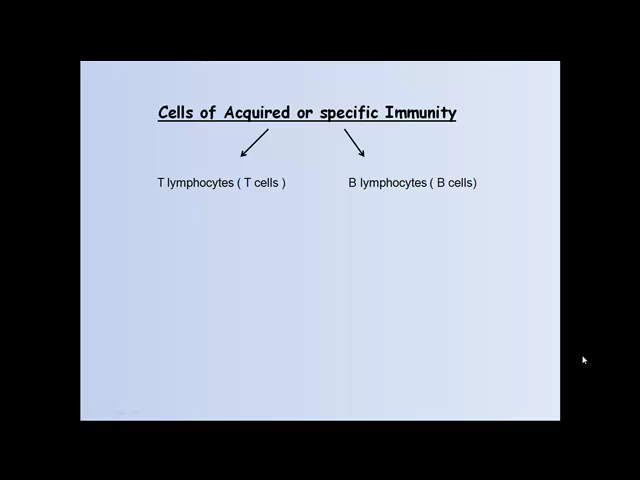 Cells of Acquired or specific Immunity
T lymphocytes ( T cells )
B lymphocytes ( B cells)